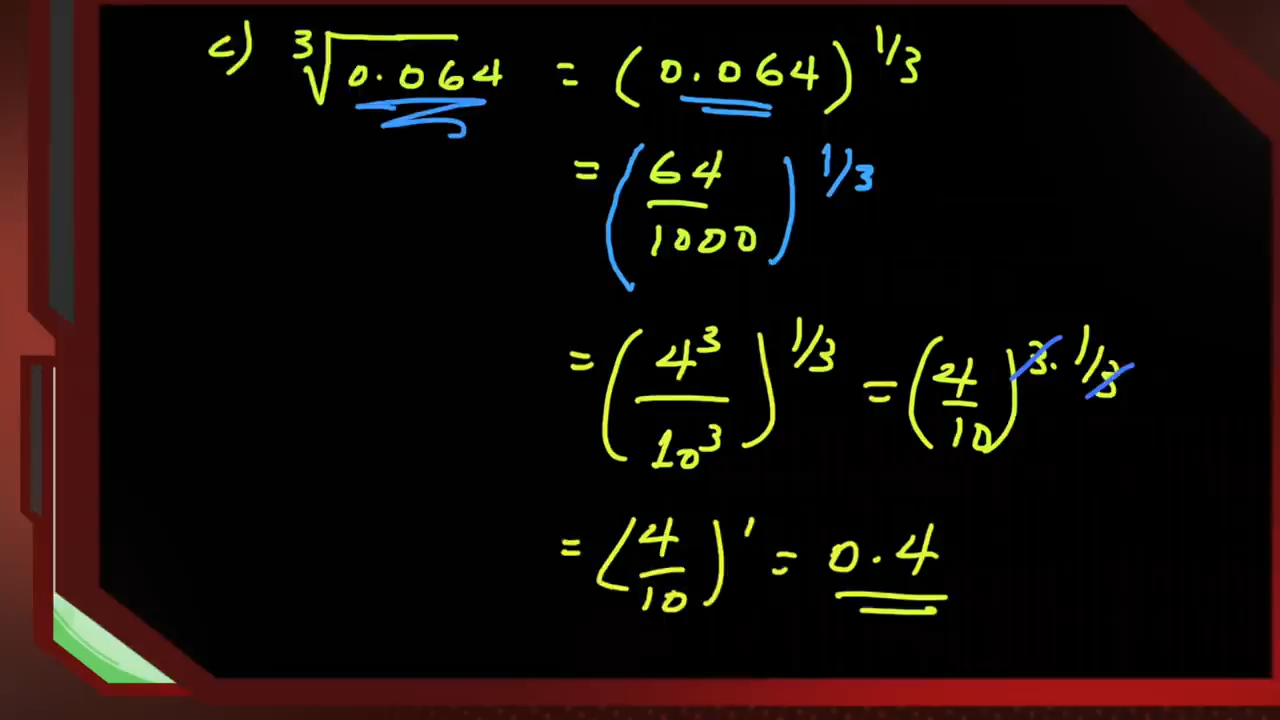 c) ∛0.064 = (0.064)^1/3
= (64/1000)^1/3
= (4³/10³)^1/3 = (4/10)^3·1/3
= (4/10)^1 = 0.4